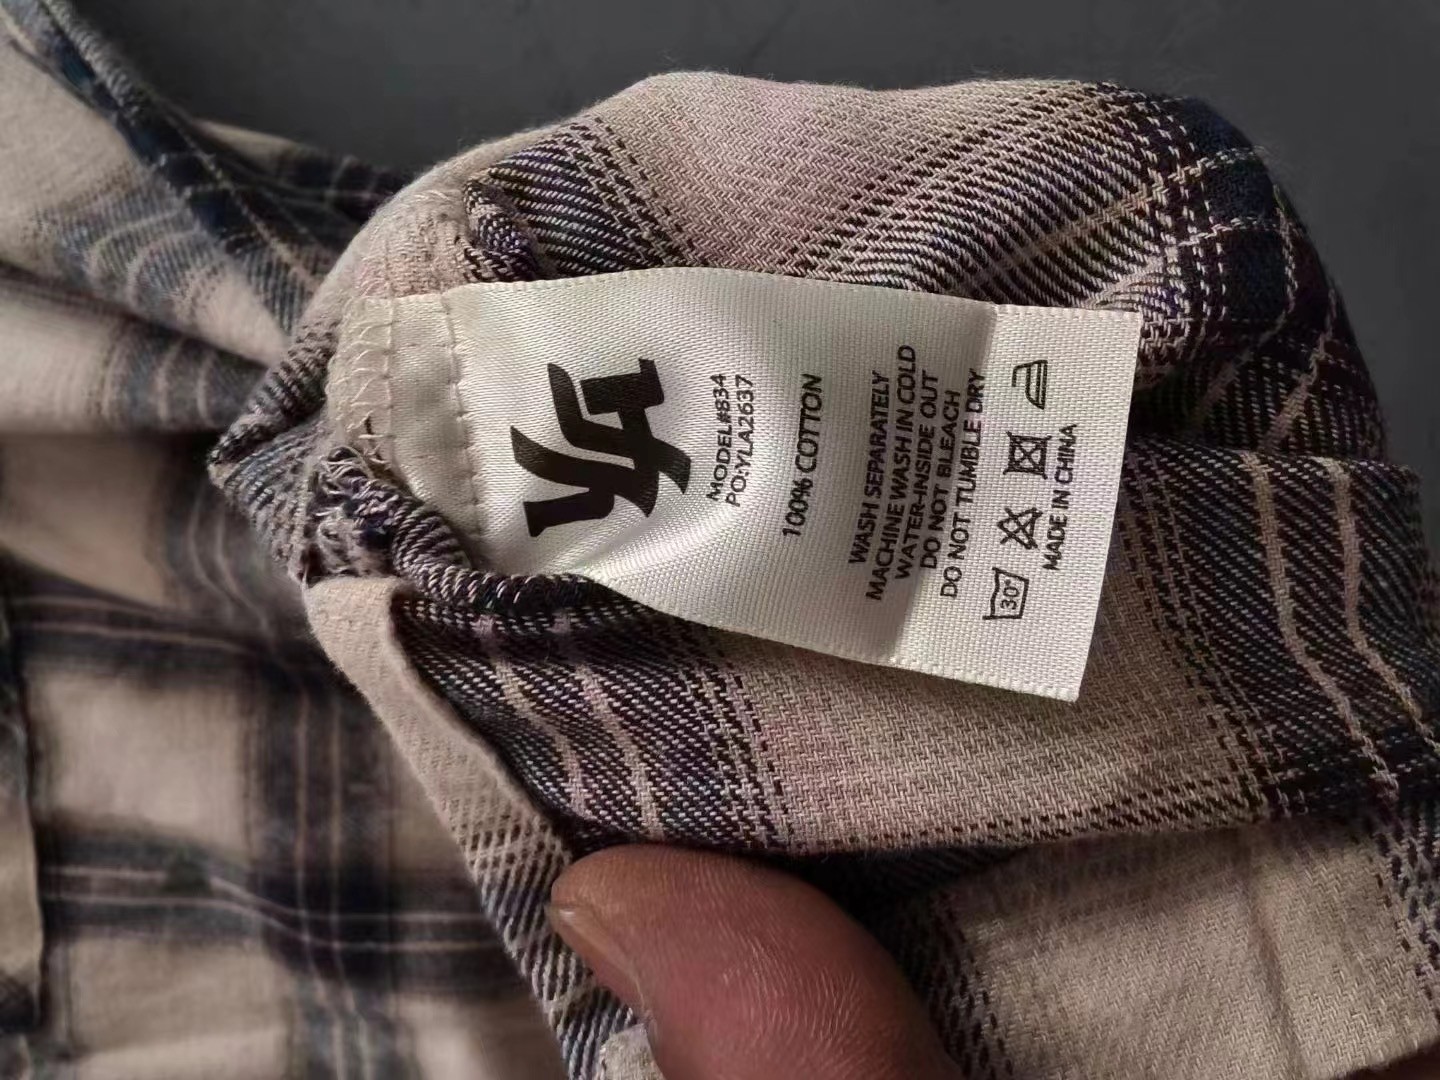 YLA
MODEL#834
PO:YLA2637
100% COTTON
WASH SEPARATELY
MACHINE WASH IN COLD
WATER-INSIDE OUT
DO NOT BLEACH
DO NOT TUMBLE DRY
30°
MADE IN CHINA